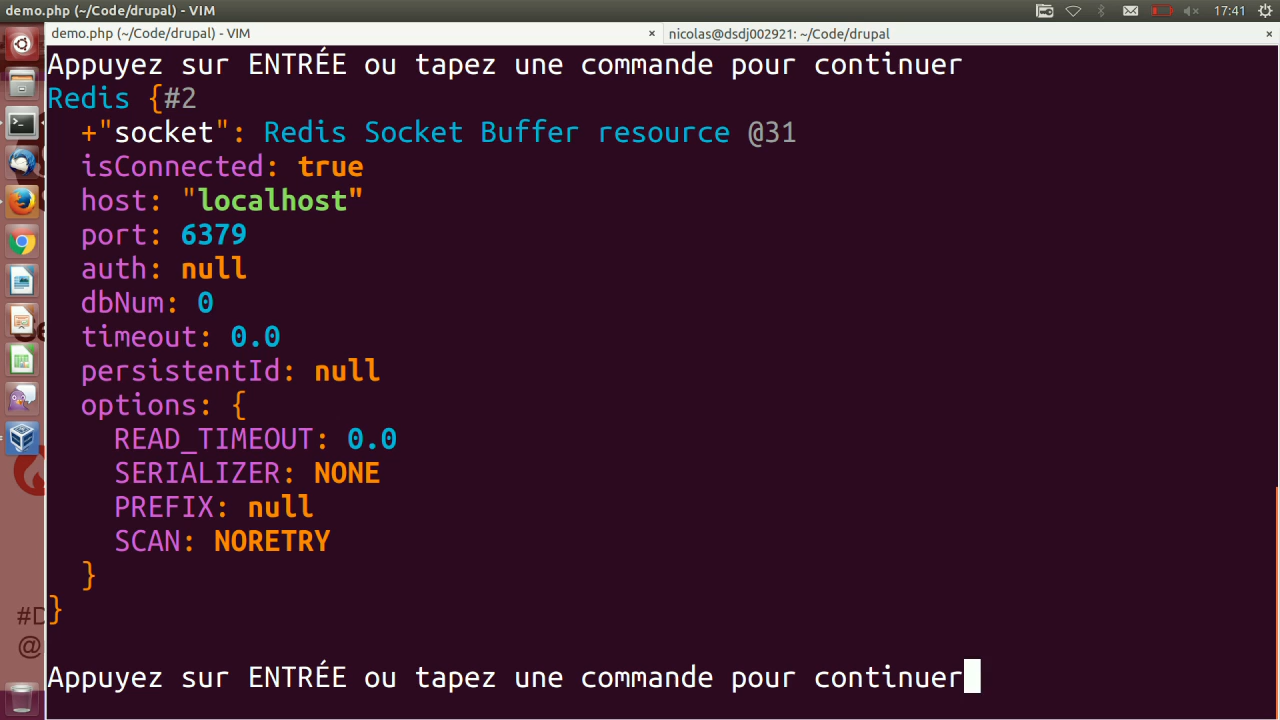 demo.php (~/Code/drupal) - VIM
17:41
demo.php (~/Code/drupal) - VIM ×
nicolas@dsdj002921: ~/Code/drupal ×
Appuyez sur ENTRÉE ou tapez une commande pour continuer
Redis {#2
  +"socket": Redis Socket Buffer resource @31
  isConnected: true
  host: "localhost"
  port: 6379
  auth: null
  dbNum: 0
  timeout: 0.0
  persistentId: null
  options: {
    READ_TIMEOUT: 0.0
    SERIALIZER: NONE
    PREFIX: null
    SCAN: NORETRY
  }
}
#D
@
Appuyez sur ENTRÉE ou tapez une commande pour continuer